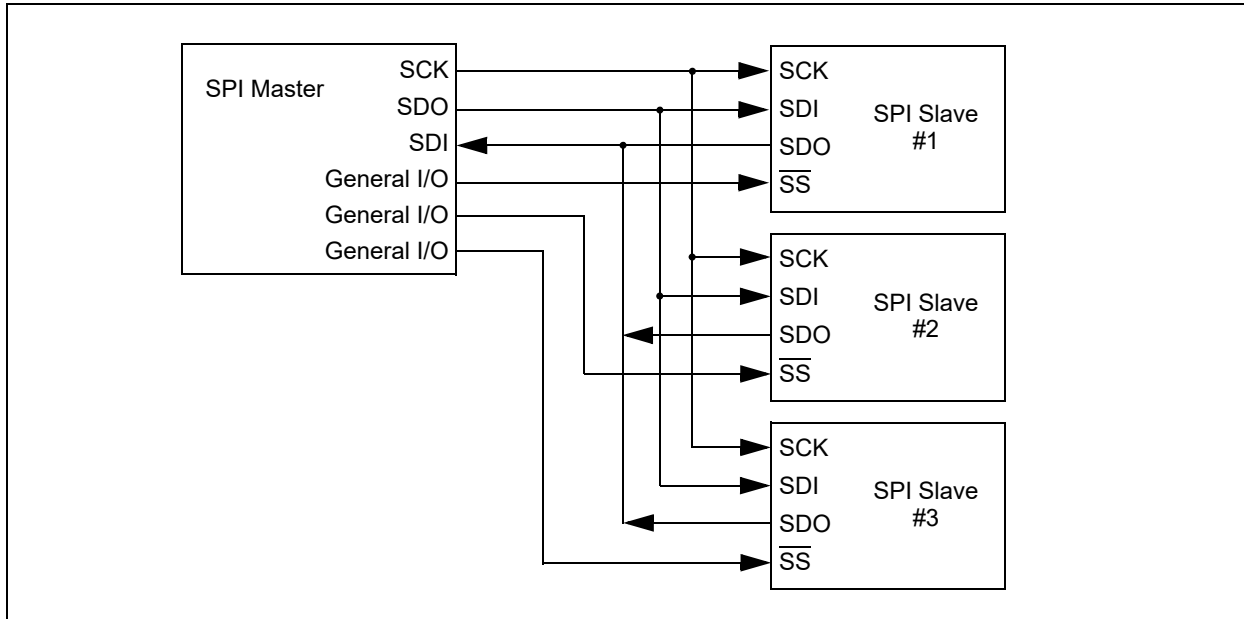 SPI Master
SCK
SDO
SDI
General I/O
General I/O
General I/O
SCK
SDI
SDO
SS
SPI Slave
#1
SCK
SDI
SDO
SS
SPI Slave
#2
SCK
SDI
SDO
SS
SPI Slave
#3